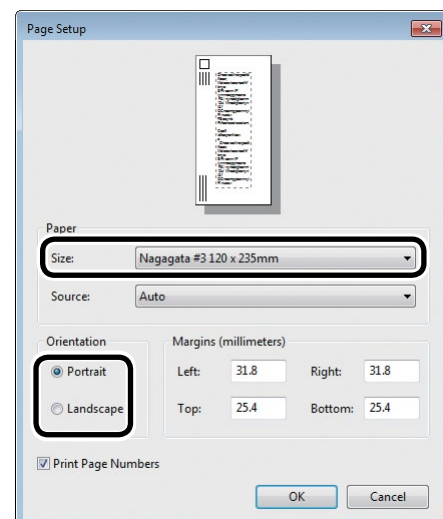 Page Setup
Paper
Size: Nagagata #3 120 x 235mm
Source: Auto
Orientation Margins (millimeters)
Portrait Left: 31.8 Right: 31.8
Landscape Top: 25.4 Bottom: 25.4
Print Page Numbers
OK Cancel